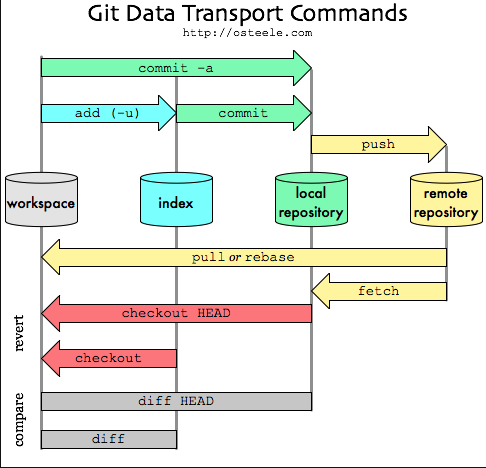 Git Data Transport Commands
http://osteele.com
commit -a
add (-u)
commit
push
workspace
index
local
repository
remote
repository
pull or rebase
fetch
revert
checkout HEAD
checkout
compare
diff HEAD
diff